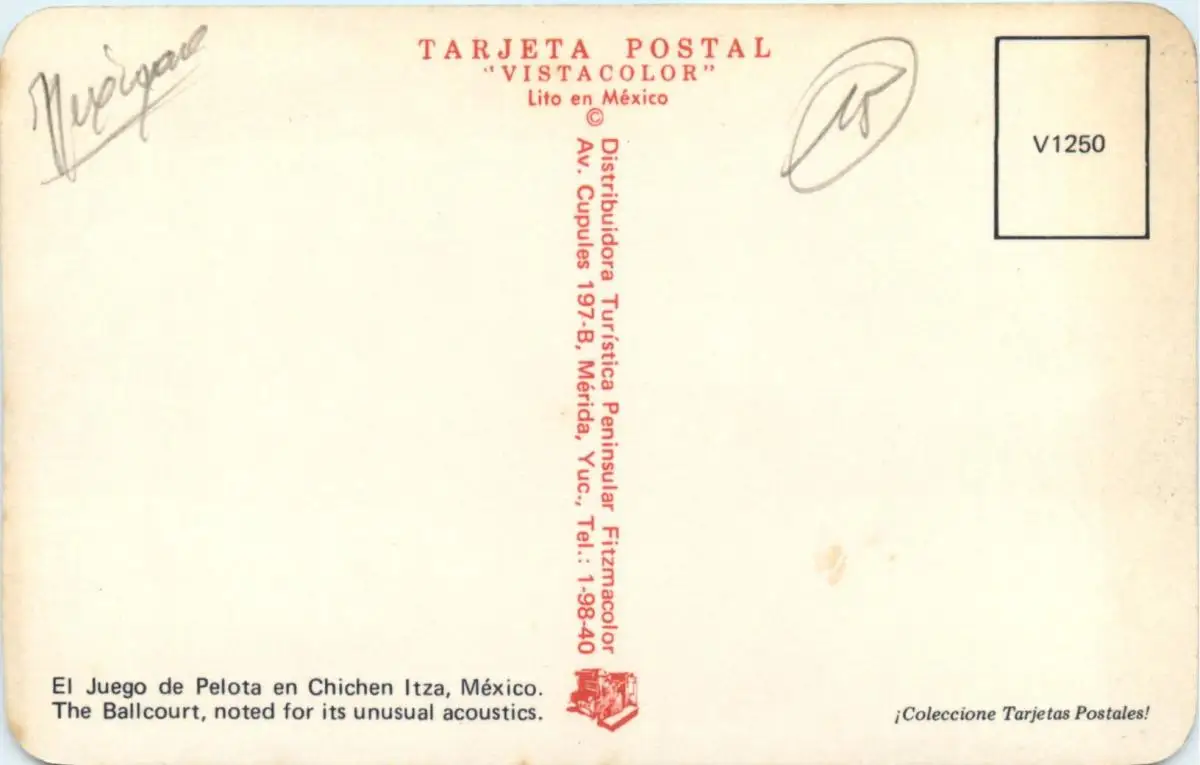 TARJETA POSTAL
"VISTACOLOR"
Lito en México
©
Distribuidora Turística Peninsular Fitzmacolor
Av. Cupules 197-B, Mérida, Yuc., Tel.: 1-98-40
V1250
El Juego de Pelota en Chichen Itza, México.
The Ballcourt, noted for its unusual acoustics.
¡Coleccione Tarjetas Postales!